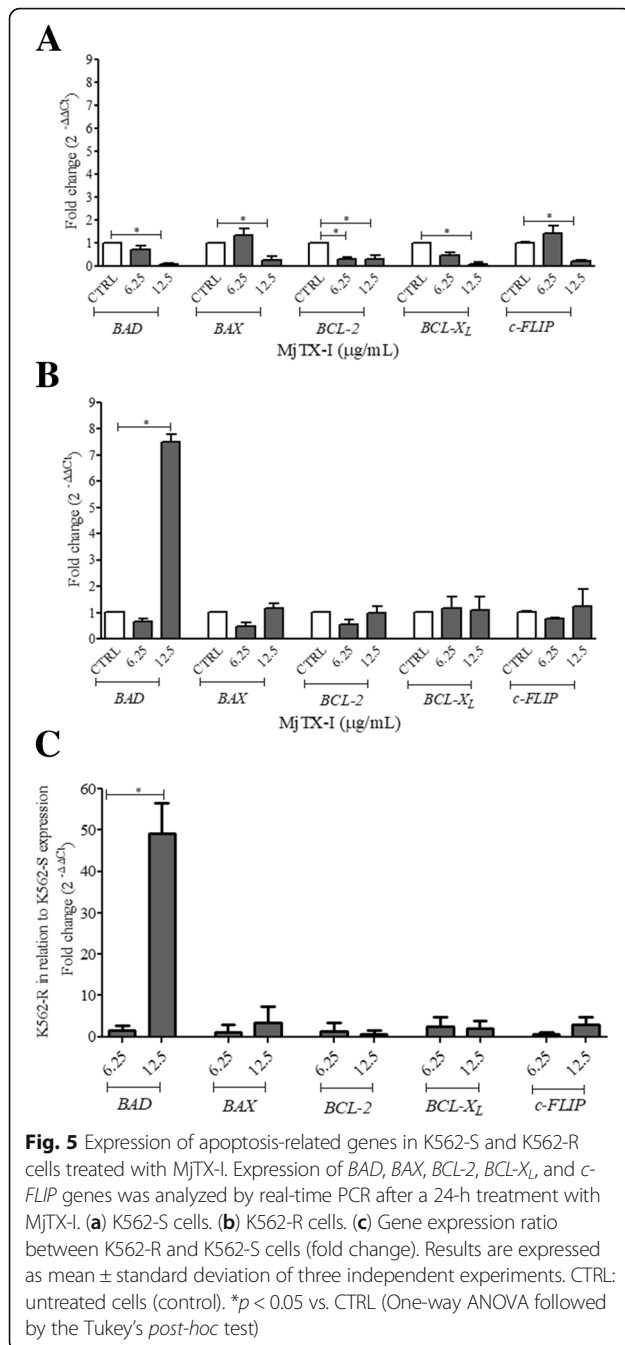 A
Fold change (2 -ΔΔCt)
9
8
7
6
5
4
3
2
1
0
* * * * * *
CTRL 6.25 12.5 CTRL 6.25 12.5 CTRL 6.25 12.5 CTRL 6.25 12.5 CTRL 6.25 12.5
BAD BAX BCL-2 BCL-XL c-FLIP
MjTX-I (µg/mL)
B
Fold change (2 -ΔΔCt)
9
8
7
6
5
4
3
2
1
0
*
CTRL 6.25 12.5 CTRL 6.25 12.5 CTRL 6.25 12.5 CTRL 6.25 12.5 CTRL 6.25 12.5
BAD BAX BCL-2 BCL-XL c-FLIP
MjTX-I (µg/mL)
C
K562-R in relation to K562-S expression
Fold change (2 -ΔΔCt)
60
50
40
30
20
10
0
*
6.25 12.5 6.25 12.5 6.25 12.5 6.25 12.5 6.25 12.5
BAD BAX BCL-2 BCL-XL c-FLIP
Fig. 5 Expression of apoptosis-related genes in K562-S and K562-R
cells treated with MjTX-I. Expression of BAD, BAX, BCL-2, BCL-XL, and c-
FLIP genes was analyzed by real-time PCR after a 24-h treatment with
MjTX-I. (a) K562-S cells. (b) K562-R cells. (c) Gene expression ratio
between K562-R and K562-S cells (fold change). Results are expressed
as mean ± standard deviation of three independent experiments. CTRL:
untreated cells (control). *p < 0.05 vs. CTRL (One-way ANOVA followed
by the Tukey's post-hoc test)